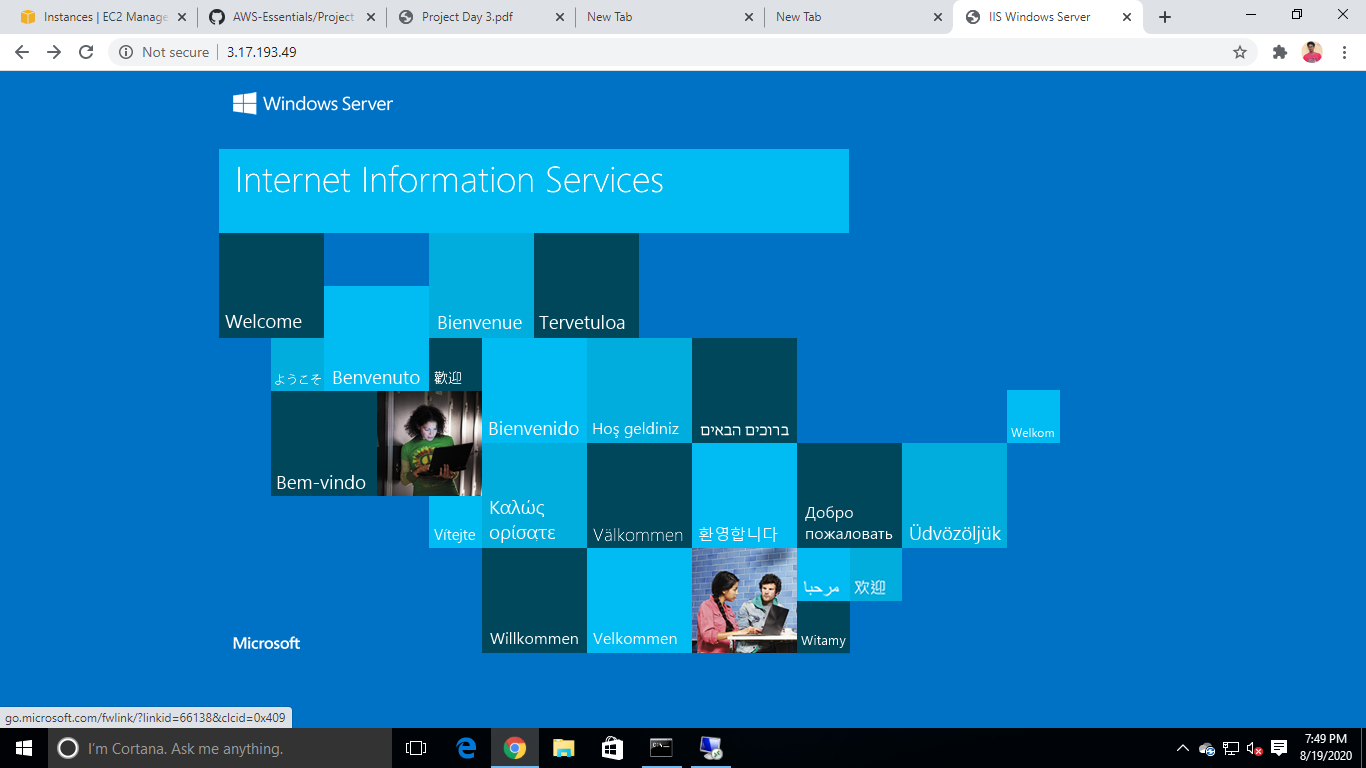 Instances | EC2 Manage
AWS-Essentials/Project
Project Day 3.pdf
New Tab
New Tab
IIS Windows Server
Not secure
3.17.193.49
Windows Server
Internet Information Services
Welcome
Bienvenue
Tervetuloa
ようこそ
Benvenuto
歡迎
Bienvenido
Hoş geldiniz
ברוכים הבאים
Welkom
Bem-vindo
Vítejte
Καλώς
ορίσατε
Välkommen
환영합니다
Добро
пожаловать
Üdvözöljük
Willkommen
Velkommen
مرحبا
欢迎
Witamy
Microsoft
go.microsoft.com/fwlink/?linkid=66138&clcid=0x409
I'm Cortana. Ask me anything.
7:49 PM
8/19/2020